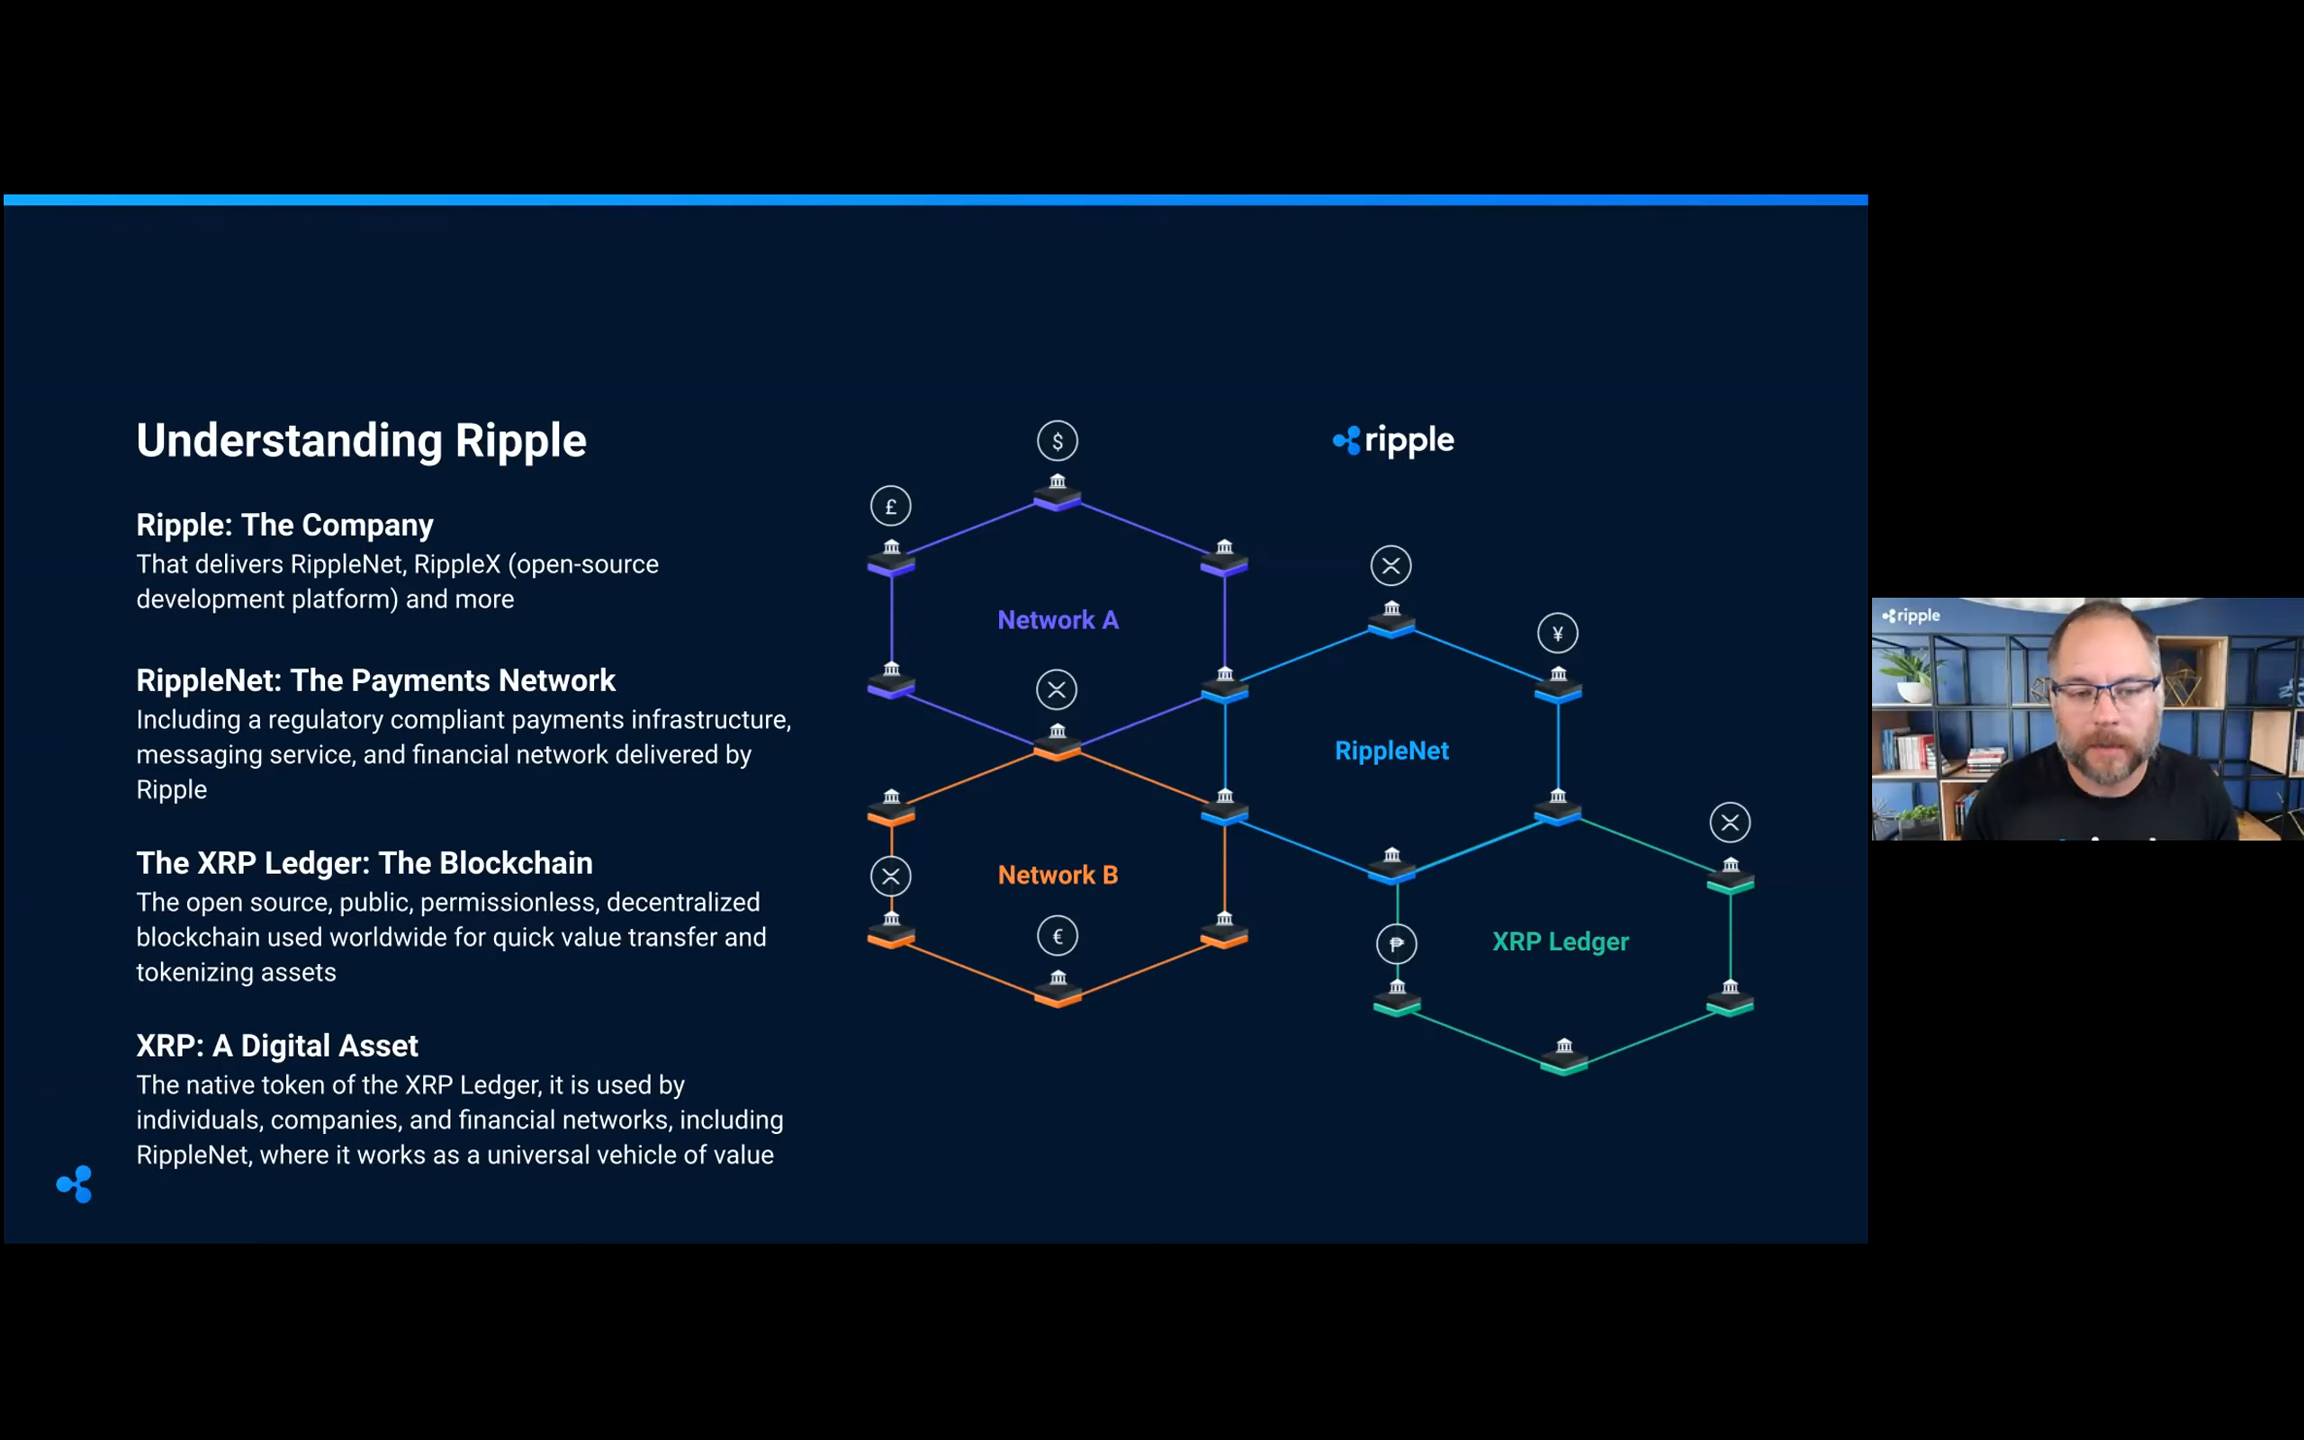 Understanding Ripple
Ripple: The Company
That delivers RippleNet, RippleX (open-source
development platform) and more
RippleNet: The Payments Network
Including a regulatory compliant payments infrastructure,
messaging service, and financial network delivered by
Ripple
The XRP Ledger: The Blockchain
The open source, public, permissionless, decentralized
blockchain used worldwide for quick value transfer and
tokenizing assets
XRP: A Digital Asset
The native token of the XRP Ledger, it is used by
individuals, companies, and financial networks, including
RippleNet, where it works as a universal vehicle of value
ripple
$
£
Network A
¥
RippleNet
Network B
€
₱
XRP Ledger
ripple